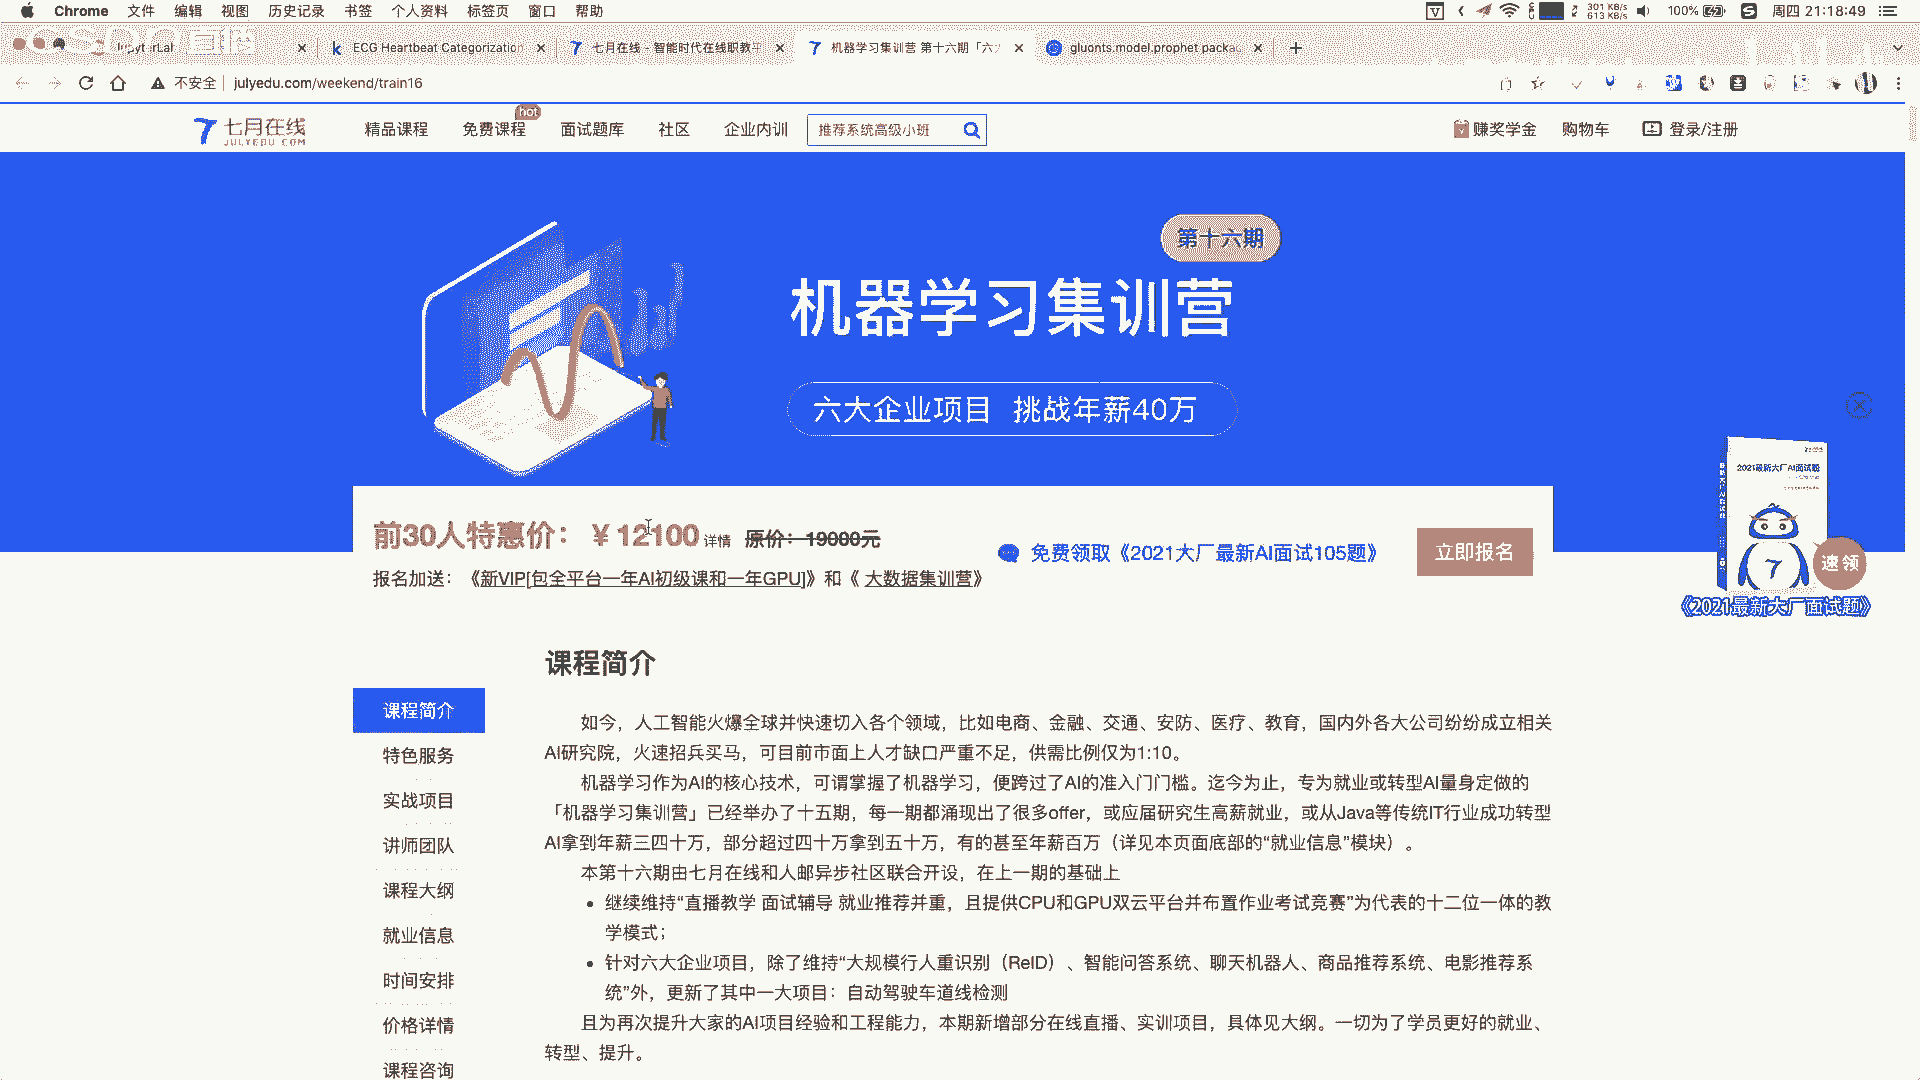 Chrome 文件 编辑 视图 历史记录 书签 个人资料 标签页 窗口 帮助
301 KB/s
613 KB/s
100%
周四 21:18:49
ECG Heartbeat Categorization
七月在线 - 智能时代在线职教平
机器学习集训营 第十六期「六大
gluonts.model.prophet packag
不安全 julyedu.com/weekend/train16
七月在线
JULYEDU.COM
精品课程
免费课程
hot
面试题库
社区
企业内训
推荐系统高级小班
赚奖学金
购物车
登录/注册
第十六期
机器学习集训营
六大企业项目 挑战年薪40万
前30人特惠价：￥12100 详情 原价：19000元
报名加送：《新VIP[包全平台一年AI初级课和一年GPU]》和《 大数据集训营》
免费领取《2021大厂最新AI面试105题》
立即报名
2021最新大厂AI面试题
速领
《2021最新大厂面试题》
课程简介
特色服务
实战项目
讲师团队
课程大纲
就业信息
时间安排
价格详情
课程咨询
课程简介
如今，人工智能火爆全球并快速切入各个领域，比如电商、金融、交通、安防、医疗、教育，国内外各大公司纷纷成立相关
AI研究院，火速招兵买马，可目前市面上人才缺口严重不足，供需比例仅为1:10。
机器学习作为AI的核心技术，可谓掌握了机器学习，便跨过了AI的准入门门槛。迄今为止，专为就业或转型AI量身定做的
「机器学习集训营」已经举办了十五期，每一期都涌现出了很多offer，或应届研究生高薪就业，或从Java等传统IT行业成功转型
AI拿到年薪三四十万，部分超过四十万拿到五十万，有的甚至年薪百万（详见本页面底部的“就业信息”模块）。
本第十六期由七月在线和人邮异步社区联合开设，在上一期的基础上
• 继续维持“直播教学 面试辅导 就业推荐并重，且提供CPU和GPU双云平台并布置作业考试竞赛”为代表的十二位一体的教
学模式；
• 针对六大企业项目，除了维持“大规模行人重识别（ReID）、智能问答系统、聊天机器人、商品推荐系统、电影推荐系
统”外，更新了其中一大项目：自动驾驶车道线检测
且为再次提升大家的AI项目经验和工程能力，本期新增部分在线直播、实训项目，具体见大纲。一切为了学员更好的就业、
转型、提升。